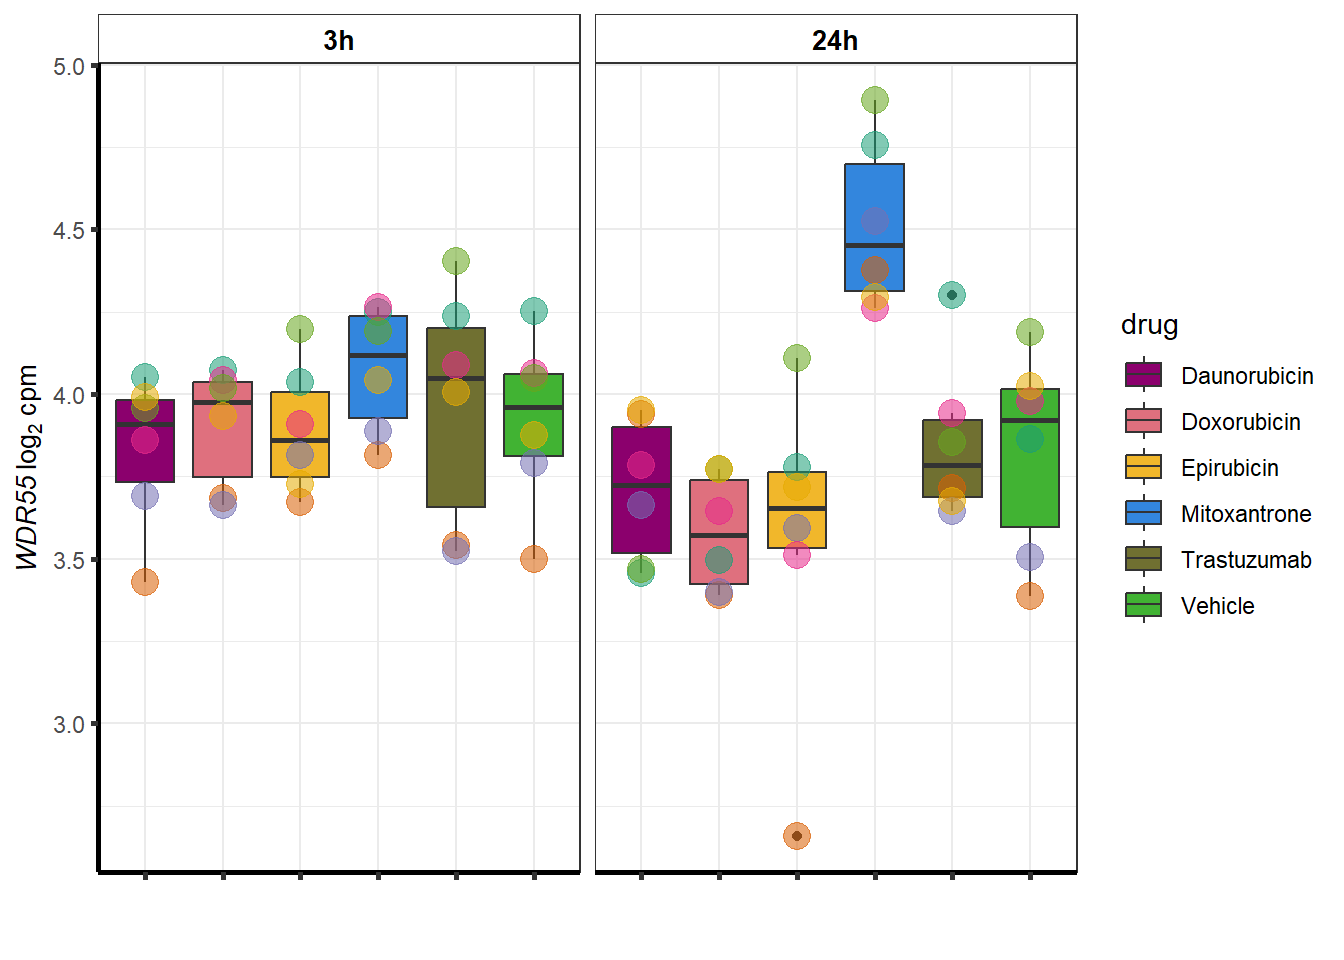 3h
24h
5.0
4.5
4.0
3.5
3.0
WDR55 log₂ cpm
drug
Daunorubicin
Doxorubicin
Epirubicin
Mitoxantrone
Trastuzumab
Vehicle